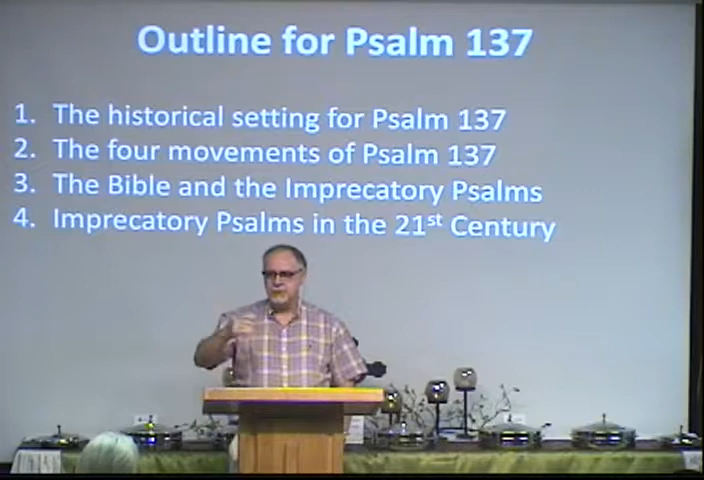 Outline for Psalm 137
1. The historical setting for Psalm 137
2. The four movements of Psalm 137
3. The Bible and the Imprecatory Psalms
4. Imprecatory Psalms in the 21st Century